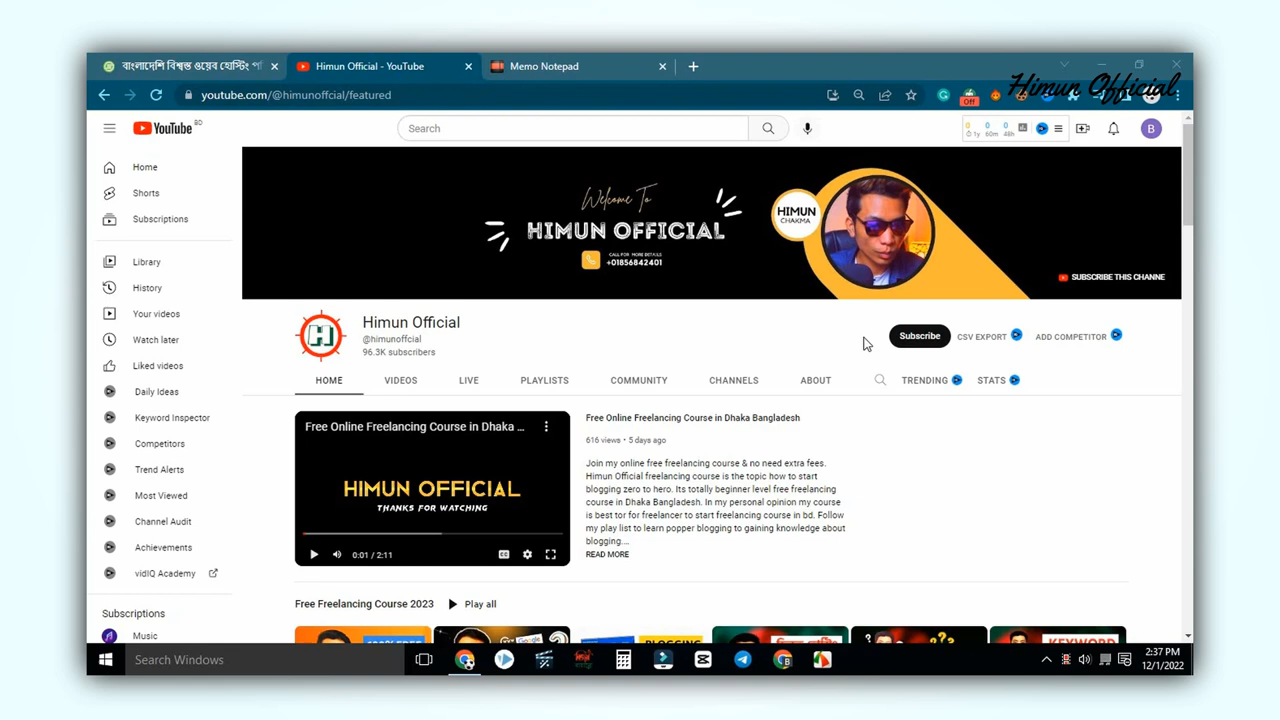 বাংলাদেশি বিশ্বস্ত ওয়েব হোস্টিং
Himun Official - YouTube
Memo Notepad
youtube.com/@himunoffcial/featured
Off
Himun Official
YouTube BD
Search
0 0 0
1y 60m 48h
B
Home
Shorts
Subscriptions
Library
History
Your videos
Watch later
Liked videos
Daily Ideas
Keyword Inspector
Competitors
Trend Alerts
Most Viewed
Channel Audit
Achievements
vidIQ Academy
Subscriptions
Music
Welcome To
HIMUN OFFICIAL
CALL FOR MORE DETAILS
+01856842401
HIMUN
CHAKMA
SUBSCRIBE THIS CHANNE
H
Himun Official
@himunoffcial
96.3K subscribers
Subscribe
CSV EXPORT
ADD COMPETITOR
HOME
VIDEOS
LIVE
PLAYLISTS
COMMUNITY
CHANNELS
ABOUT
TRENDING
STATS
Free Online Freelancing Course in Dhaka ...
HIMUN OFFICIAL
THANKS FOR WATCHING
0:01 / 2:11
Free Online Freelancing Course in Dhaka Bangladesh
616 views • 5 days ago
Join my online free freelancing course & no need extra fees.
Himun Official freelancing course is the topic how to start
blogging zero to hero. Its totally beginner level free freelancing
course in Dhaka Bangladesh. In my personal opinion my course
is best tor for freelancer to start freelancing course in bd. Follow
my play list to learn popper blogging to gaining knowledge about
blogging....
READ MORE
Free Freelancing Course 2023
Play all
BLOGGING
KEYWORD
Search Windows
2:37 PM
12/1/2022